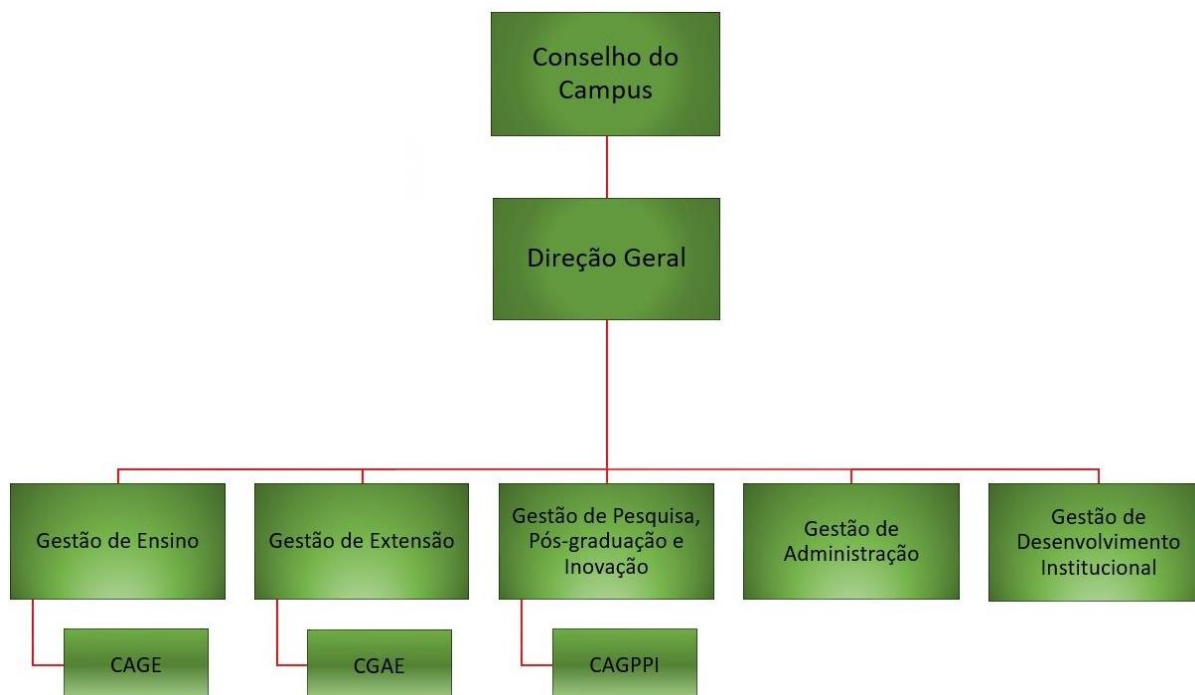 Conselho do
Campus
Direção Geral
Gestão de Ensino
Gestão de Extensão
Gestão de Pesquisa,
Pós-graduação e
Inovação
Gestão de
Administração
Gestão de
Desenvolvimento
Institucional
CAGE
CGAE
CAGPPI